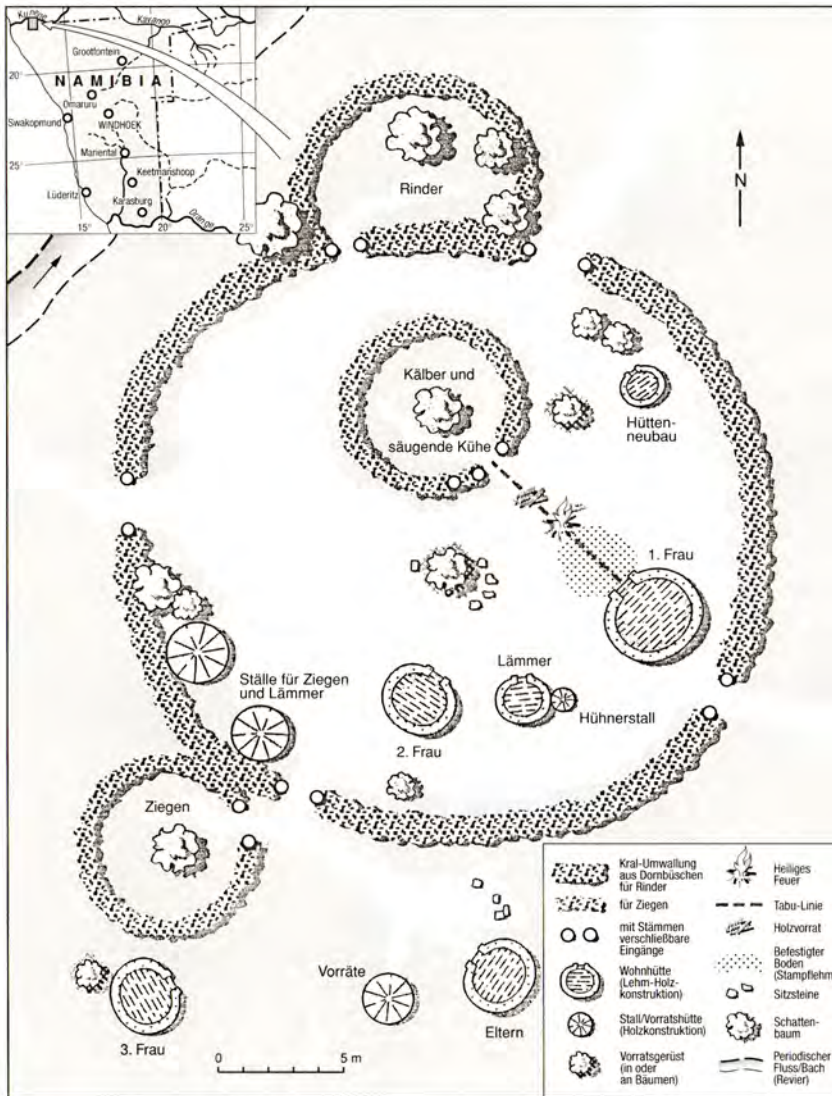 Kunene
Kavango
Grootfontein
20°
NAMIBIA
Omaruru
Swakopmund
WINDHOEK
25°
Mariental
Keetmanshoop
Lüderitz
Karasburg
Orange
15°
20°
25°
N
Rinder
Kälber und
säugende Kühe
Hütten-
neubau
1. Frau
Lämmer
Ställe für Ziegen
und Lämmer
Hühnerstall
2. Frau
Ziegen
Vorräte
Eltern
3. Frau
0
5 m
Kral-Umwallung
aus Dornbüschen
für Rinder
für Ziegen
mit Stämmen
verschließbare
Eingänge
Wohnhütte
(Lehm-Holz-
konstruktion)
Stall/Vorratshütte
(Holzkonstruktion)
Vorratsgerüst
(in oder
an Bäumen)
Heiliges
Feuer
Tabu-Linie
Holzvorrat
Befestigter
Boden
(Stampflehm)
Sitzsteine
Schatten-
baum
Periodischer
Fluss/Bach
(Revier)